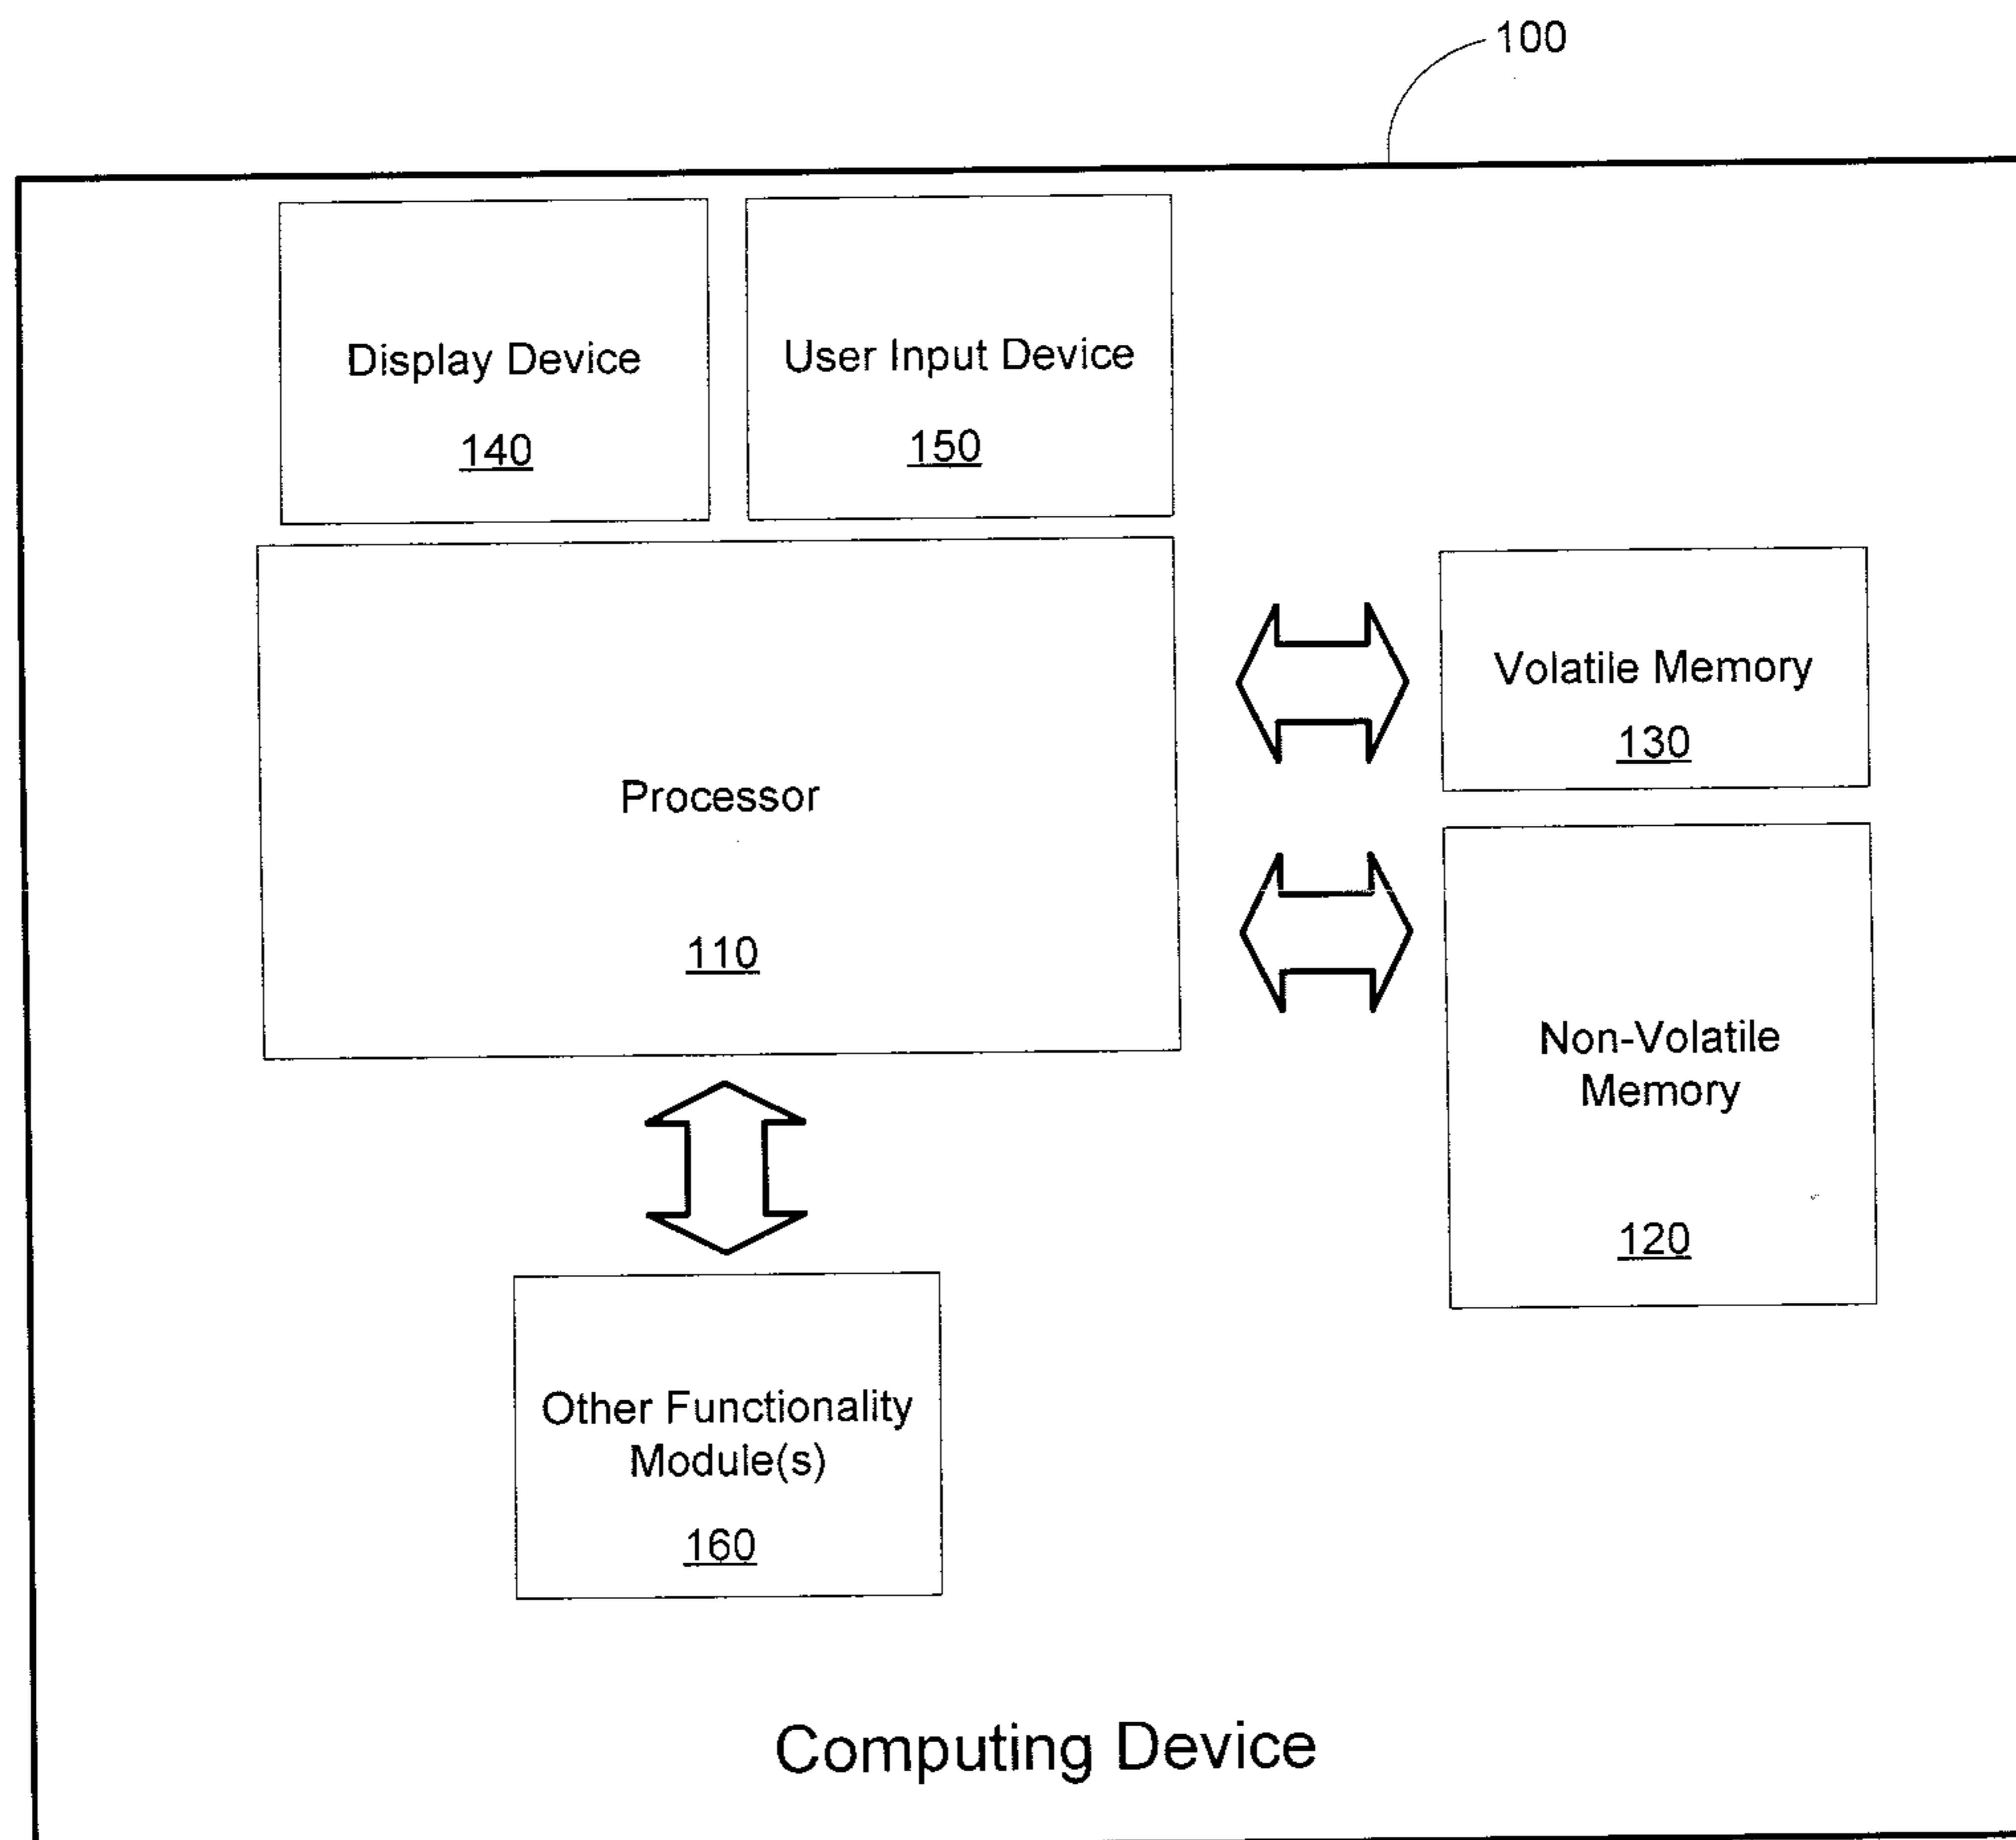 100
Display Device
140
User Input Device
150
Processor
110
Volatile Memory
130
Non-Volatile
Memory
120
Other Functionality
Module(s)
160
Computing Device